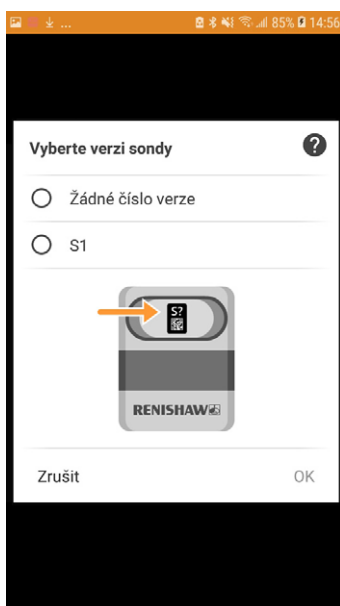 ... 85% 14:56
Vyberte verzi sondy
?
Žádné číslo verze
S1
S?
RENISHAW
Zrušit
OK